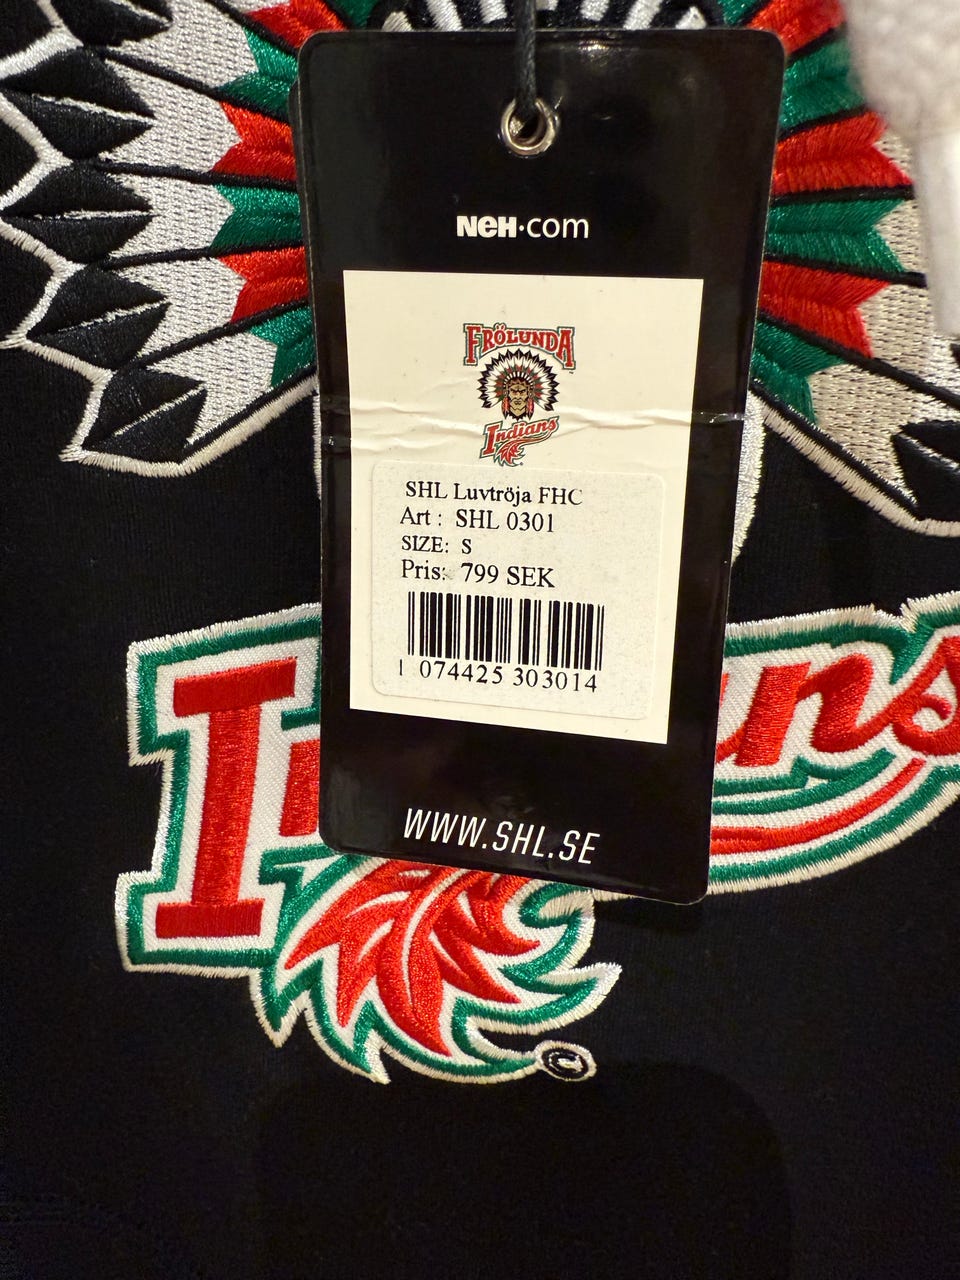 NEH·com
FRÖLUNDA
Indians
SHL Luvtröja FHC
Art : SHL 0301
SIZE: S
Pris: 799 SEK
1 074425 303014
WWW.SHL.SE
I ans
©